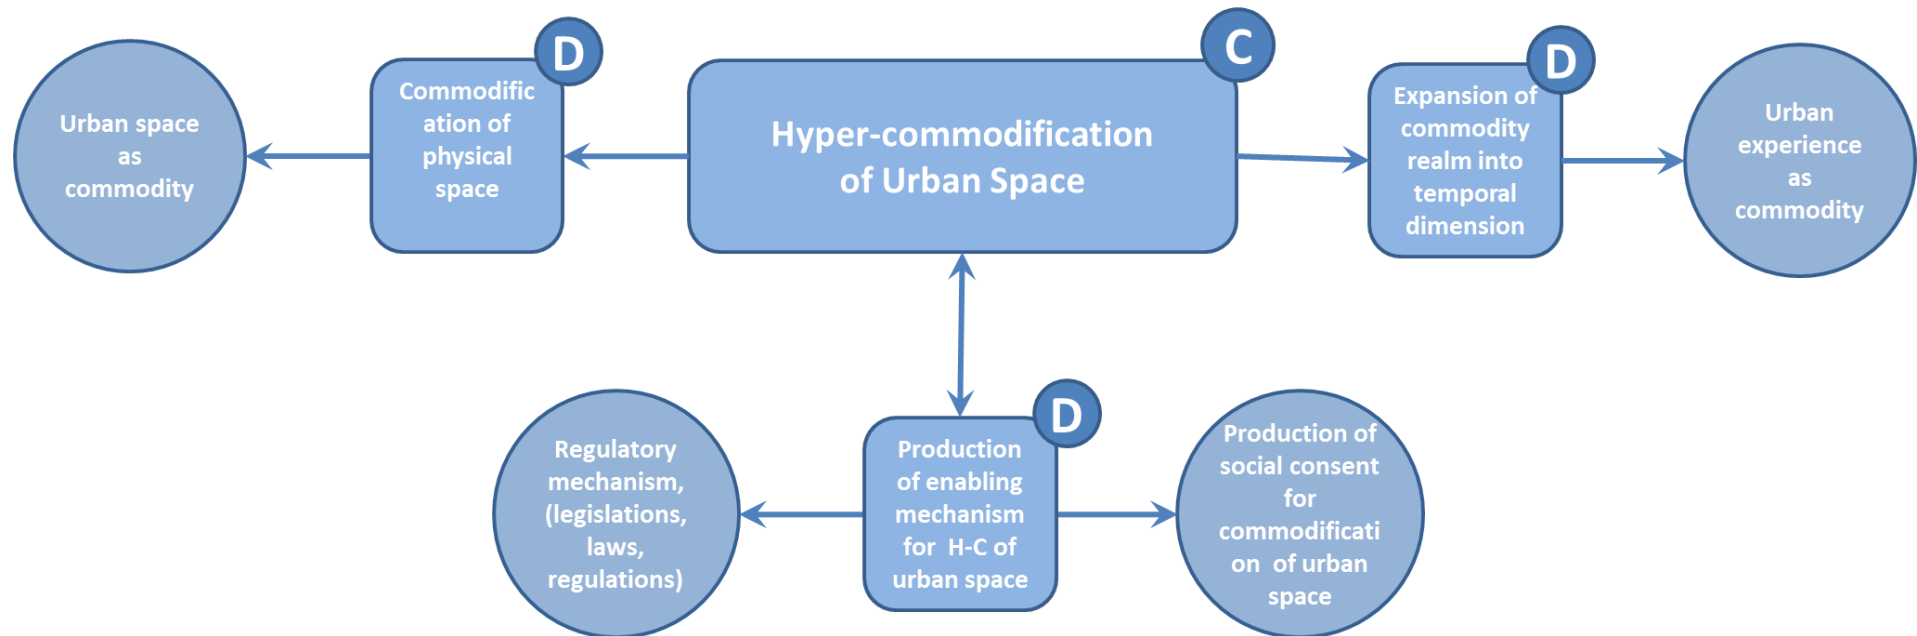 D
C
D
Urban space
as
commodity
Commodific
ation of
physical
space
Hyper-commodification
of Urban Space
Expansion of
commodity
realm into
temporal
dimension
Urban
experience
as
commodity
D
Regulatory
mechanism,
(legislations,
laws,
regulations)
Production
of enabling
mechanism
for H-C of
urban space
Production of
social consent
for
commodificati
on of urban
space